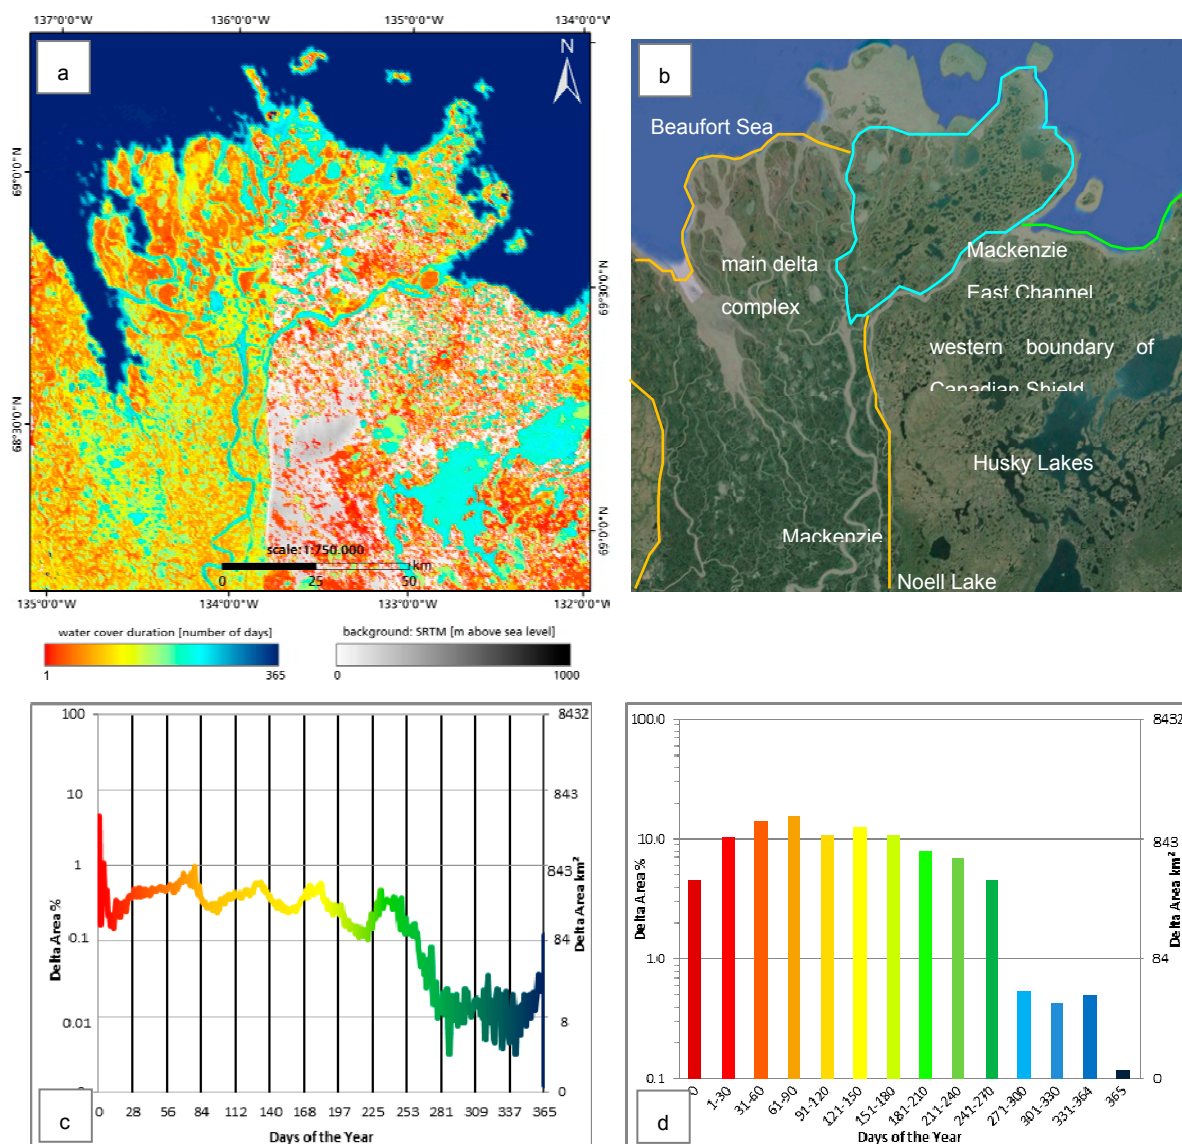 137°0'0"W 136°0'0"W 135°0'0"W 134°0'0"W
a
N
69°0'0"N
68°30'0"N
69°30'0"N
69°0'0"N
scale:1:750.000
km
0 25 50
135°0'0"W 134°0'0"W 133°0'0"W 132°0'0"W
water cover duration [number of days]
1 365
background: SRTM [m above sea level]
0 1000
b
Beaufort Sea
main delta
complex
Mackenzie
East Channel
western boundary of
Canadian Shield
Husky Lakes
Mackenzie
Noell Lake
100
10
1
0.1
0.01
Delta Area %
8432
843
843
84
8
0
Delta Area km²
0 28 56 84 112 140 168 197 225 253 281 309 337 365
Days of the Year
c
100.0
10.0
1.0
0.1
Delta Area %
8432
843
84
0
Delta Area km²
0 1-30 31-60 61-90 91-120 121-150 151-180 181-210 211-240 241-270 271-300 301-330 331-364 365
Days of the Year
d